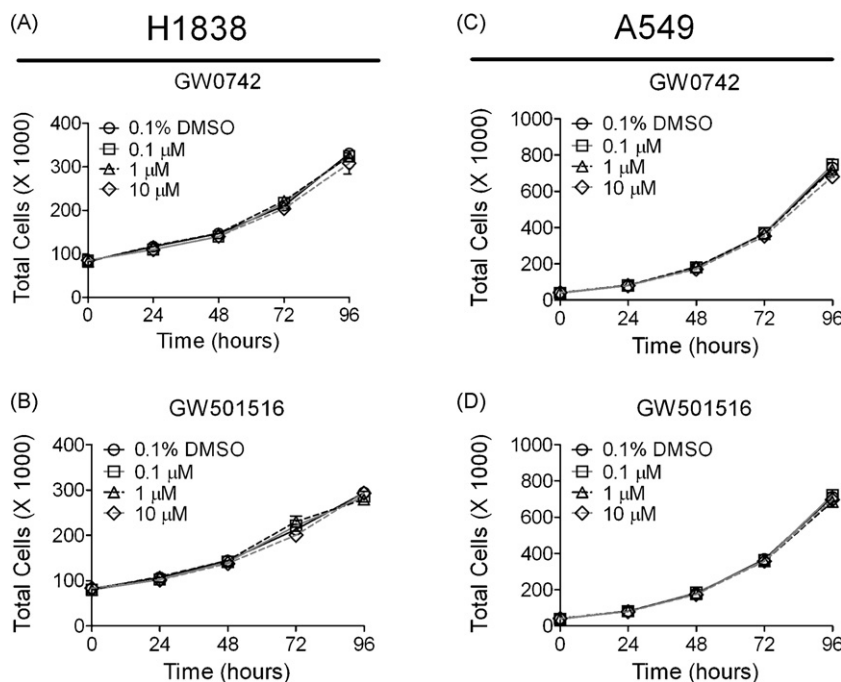 (A)
H1838
GW0742
0.1% DMSO
0.1 μM
1 μM
10 μM
Total Cells (X 1000)
400
300
200
100
0
0 24 48 72 96
Time (hours)
(B)
GW501516
0.1% DMSO
0.1 μM
1 μM
10 μM
Total Cells (X 1000)
400
300
200
100
0
0 24 48 72 96
Time (hours)
(C)
A549
GW0742
0.1% DMSO
0.1 μM
1 μM
10 μM
Total Cells (X 1000)
1000
800
600
400
200
0
0 24 48 72 96
Time (hours)
(D)
GW501516
0.1% DMSO
0.1 μM
1 μM
10 μM
Total Cells (X 1000)
1000
800
600
400
200
0
0 24 48 72 96
Time (hours)